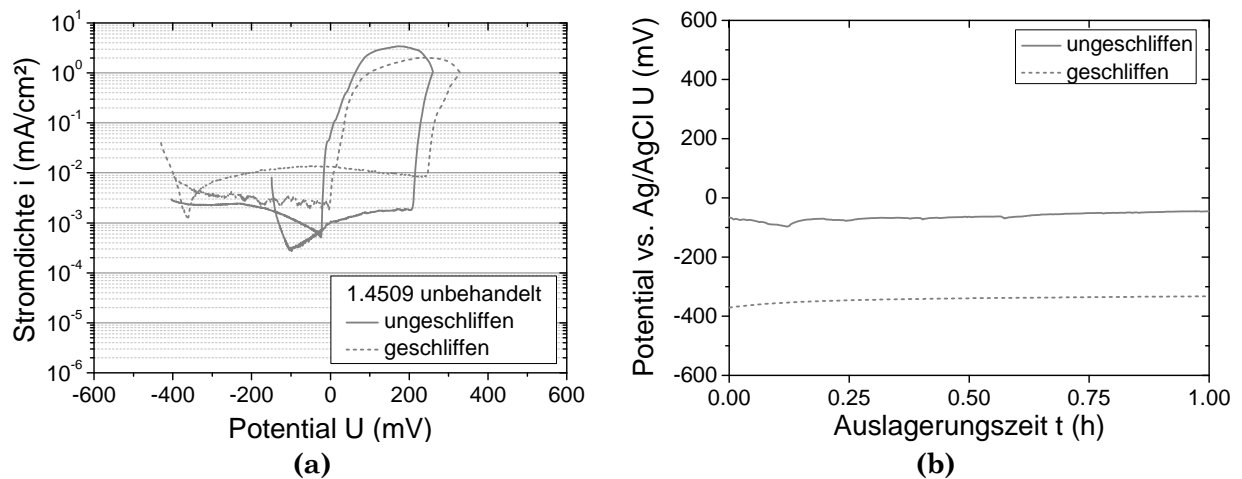 10¹
10⁰
10⁻¹
10⁻²
10⁻³
10⁻⁴
10⁻⁵
10⁻⁶
Stromdichte i (mA/cm²)
1.4509 unbehandelt
ungeschliffen
geschliffen
-600 -400 -200 0 200 400 600
Potential U (mV)
(a)
600
400
200
0
-200
-400
-600
Potential vs. Ag/AgCl U (mV)
ungeschliffen
geschliffen
0.00 0.25 0.50 0.75 1.00
Auslagerungszeit t (h)
(b)